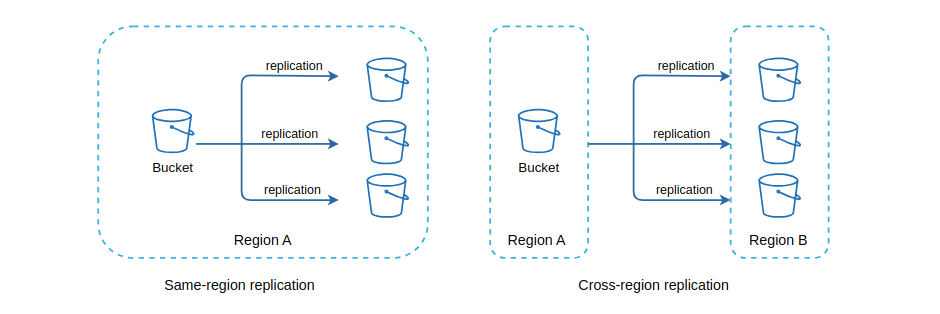 replication
replication
Bucket
replication
Region A
Same-region replication
replication
replication
Bucket
replication
Region A
Region B
Cross-region replication